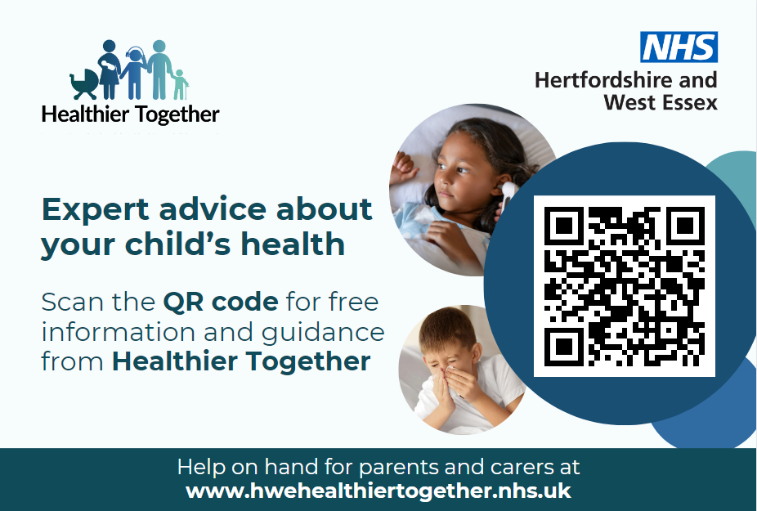 Healthier Together
NHS
Hertfordshire and
West Essex
Expert advice about
your child's health
Scan the QR code for free
information and guidance
from Healthier Together
Help on hand for parents and carers at
www.hwehealthiertogether.nhs.uk